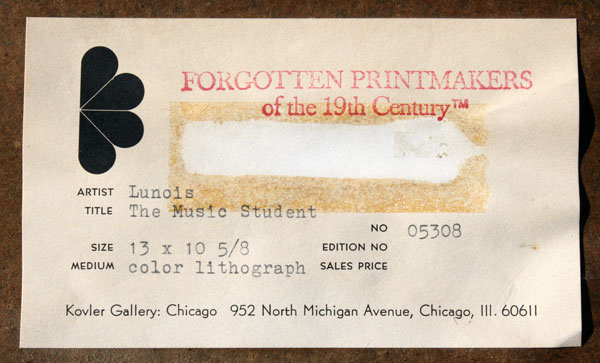 FORGOTTEN PRINTMAKERS
of the 19th Century™
ARTIST Lunois
TITLE The Music Student
NO 05308
SIZE 13 x 10 5/8 EDITION NO
MEDIUM color lithograph SALES PRICE
Kovler Gallery: Chicago 952 North Michigan Avenue, Chicago, Ill. 60611